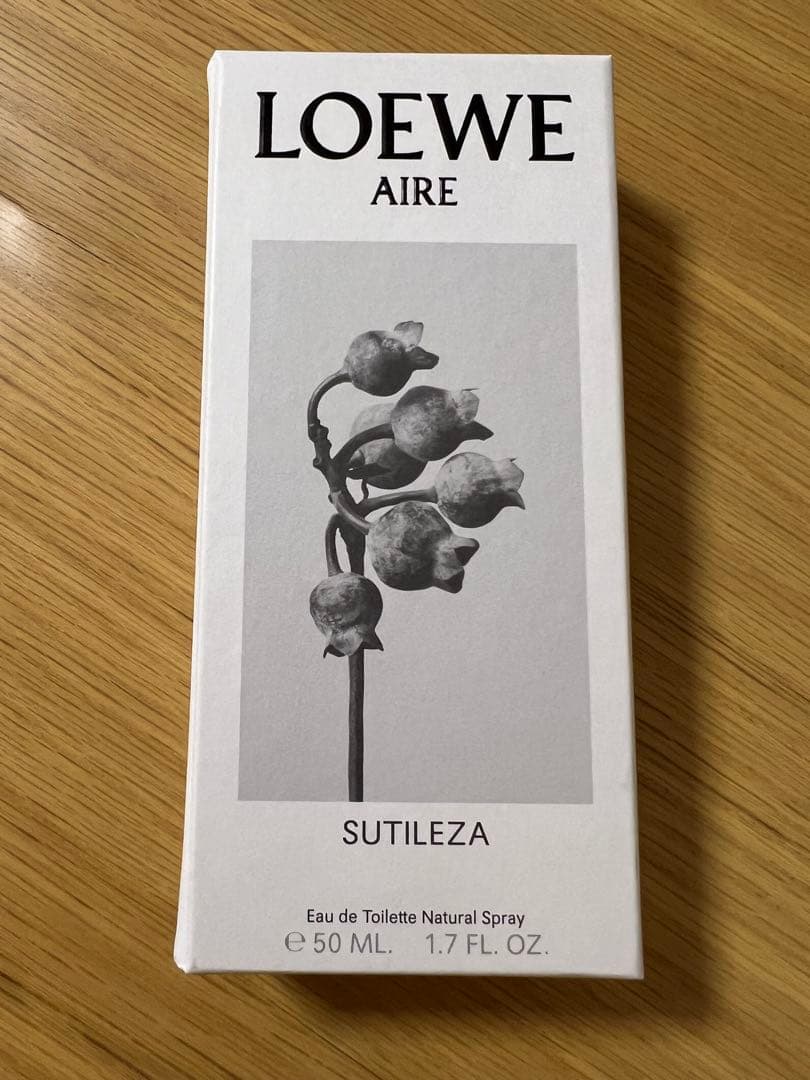 LOEWE
AIRE
SUTILEZA
Eau de Toilette Natural Spray
℮ 50 ML. 1.7 FL. OZ.